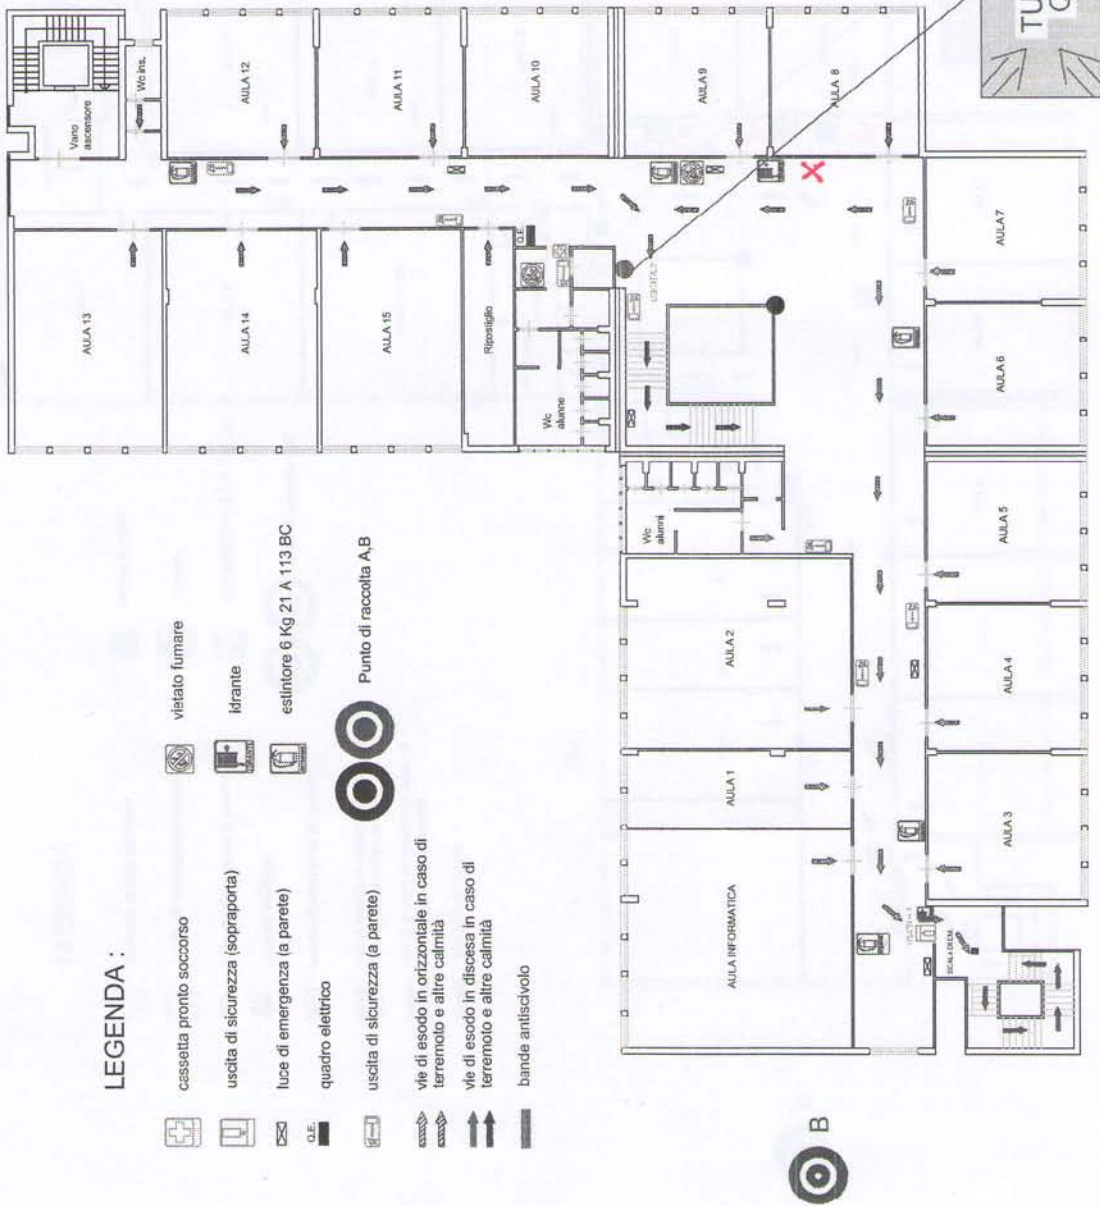 LEGENDA :
cassetta pronto soccorso
uscita di sicurezza (sopraporta)
luce di emergenza (a parete)
Q.E.
quadro elettrico
uscita di sicurezza (a parete)
vie di esodo in orizzontale in caso di
terremoto e altre calmità
vie di esodo in discesa in caso di
terremoto e altre calmità
bande antiscivolo
vietato fumare
idrante
estintore 6 Kg 21 A 113 BC
Punto di raccolta A,B
B
Vano
ascensore
Wc ins.
AULA 12
AULA 11
AULA 10
AULA 9
AULA 8
AULA 13
AULA 14
AULA 15
Ripostiglio
Q.E.
Wc
alunne
Wc
alunni
AULA 7
AULA 6
AULA 5
AULA 4
AULA 3
AULA 2
AULA 1
AULA INFORMATICA
TU
X